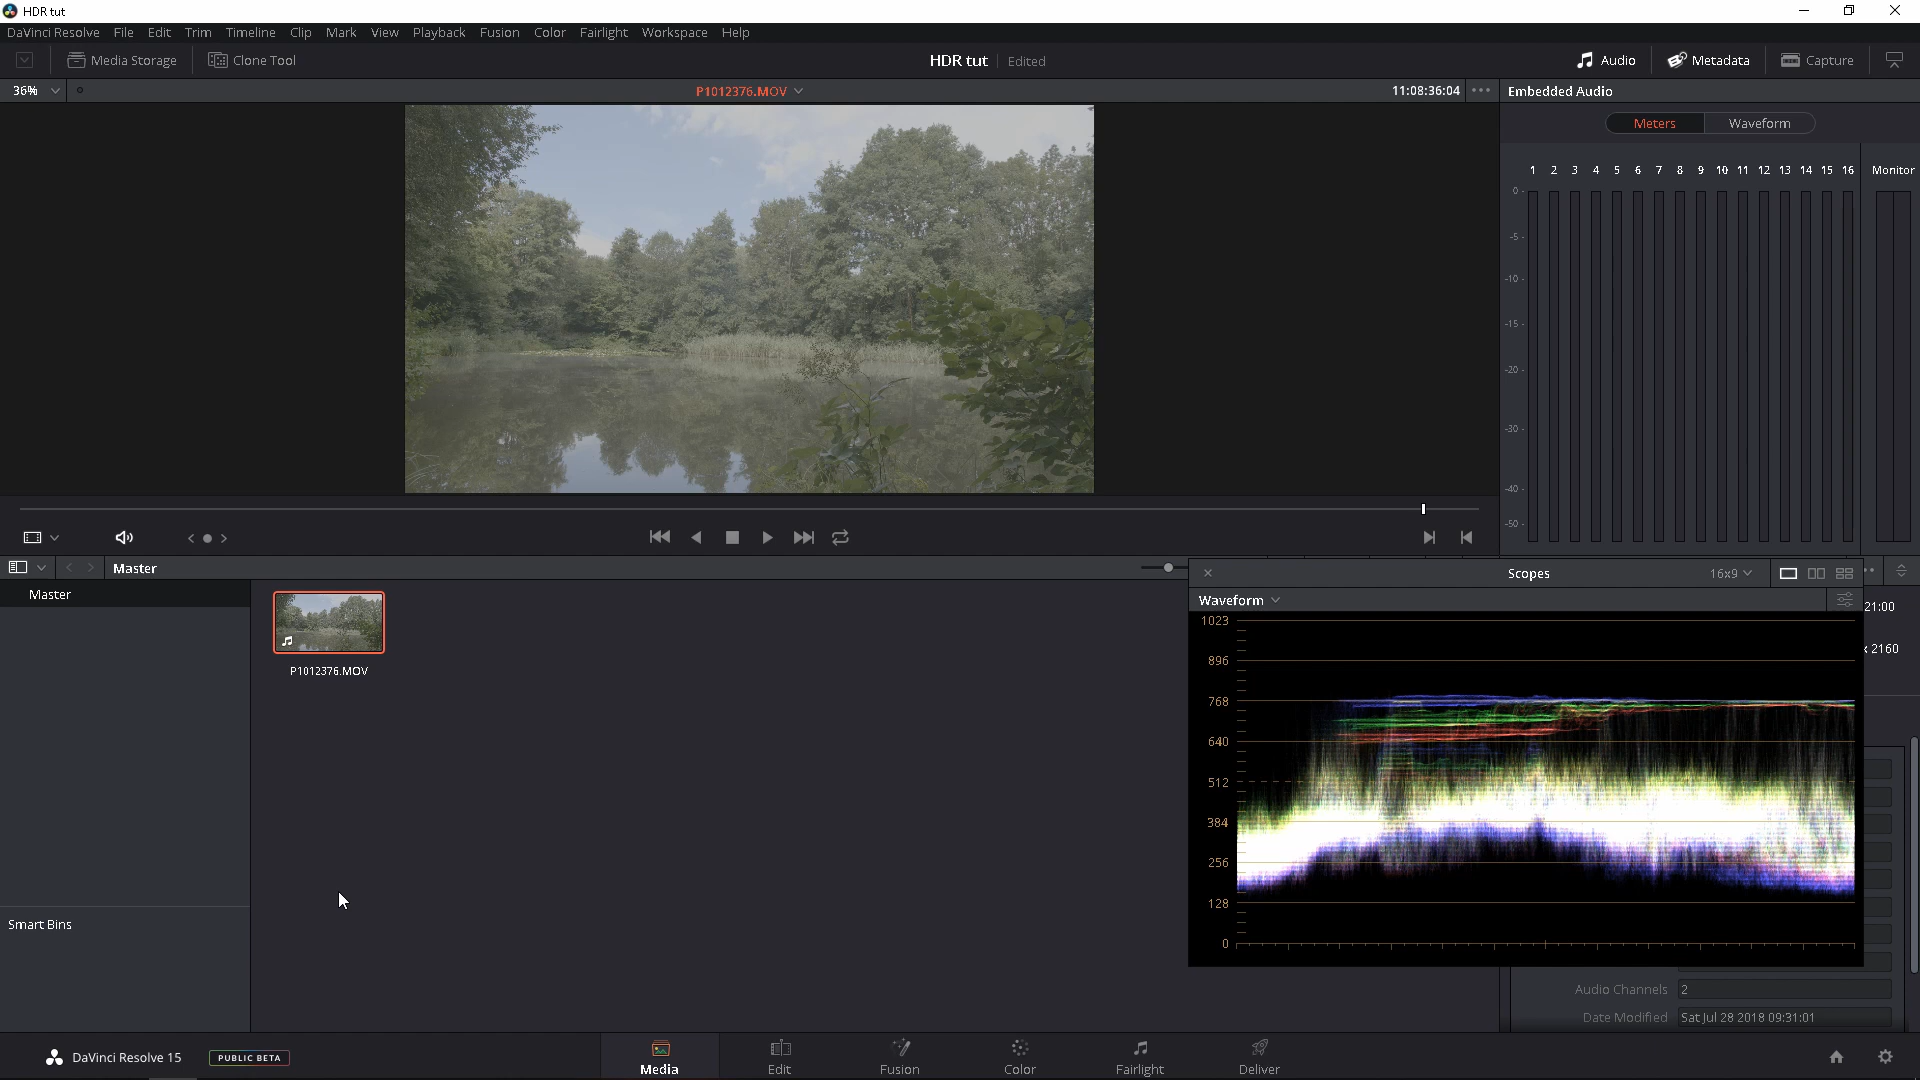 HDR tut
DaVinci Resolve File Edit Trim Timeline Clip Mark View Playback Fusion Color Fairlight Workspace Help
Media Storage Clone Tool HDR tut Edited Audio Metadata Capture
36% P1012376.MOV 11:08:36:04 ••• Embedded Audio
Meters Waveform
1 2 3 4 5 6 7 8 9 10 11 12 13 14 15 16 Monitor
0
-5
-10
-15
-20
-30
-40
-50
Master
Master
P1012376.MOV
Scopes 16x9
Waveform
1023
896
768
640
512
384
256
128
0
21:00
x 2160
Smart Bins
Audio Channels 2
Date Modified Sat Jul 28 2018 09:31:01
DaVinci Resolve 15 PUBLIC BETA Media Edit Fusion Color Fairlight Deliver